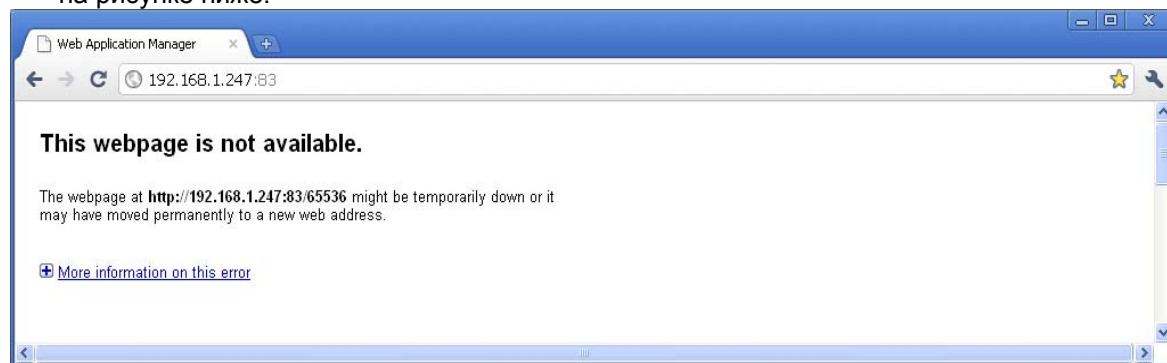 на рисунке ниже.
Web Application Manager
192.168.1.247:83
This webpage is not available.
The webpage at http://192.168.1.247:83/65536 might be temporarily down or it
may have moved permanently to a new web address.
More information on this error